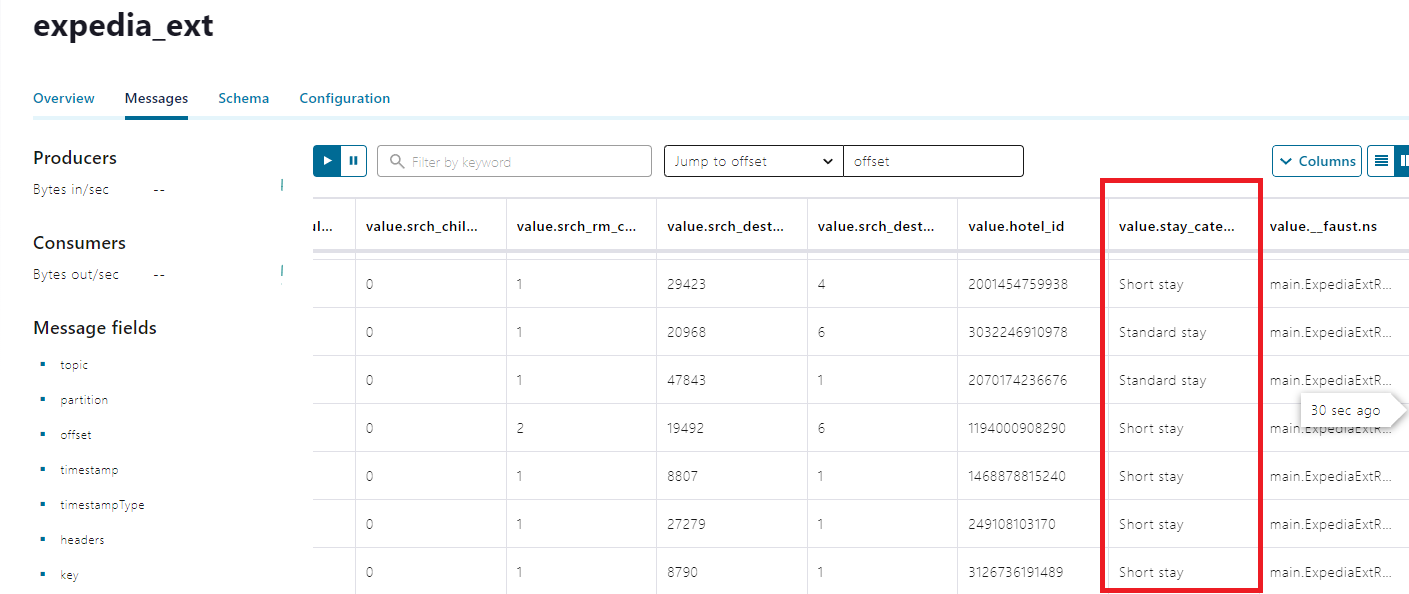 expedia_ext
Overview Messages Schema Configuration
Producers
Bytes in/sec --
Consumers
Bytes out/sec --
Message fields
topic
partition
offset
timestamp
timestampType
headers
key
Filter by keyword Jump to offset offset Columns
ul... value.srch_chil... value.srch_rm_c... value.srch_dest... value.srch_dest... value.hotel_id value.stay_cate... value.__faust.ns
0 1 29423 4 2001454759938 Short stay main.ExpediaExtR...
0 1 20968 6 3032246910978 Standard stay main.ExpediaExtR...
0 1 47843 1 2070174236676 Standard stay main.ExpediaExtR...
30 sec ago
0 2 19492 6 1194000908290 Short stay main.ExpediaExtR...
0 1 8807 1 1468878815240 Short stay main.ExpediaExtR...
0 1 27279 1 249108103170 Short stay main.ExpediaExtR...
0 1 8790 1 3126736191489 Short stay main.ExpediaExtR...